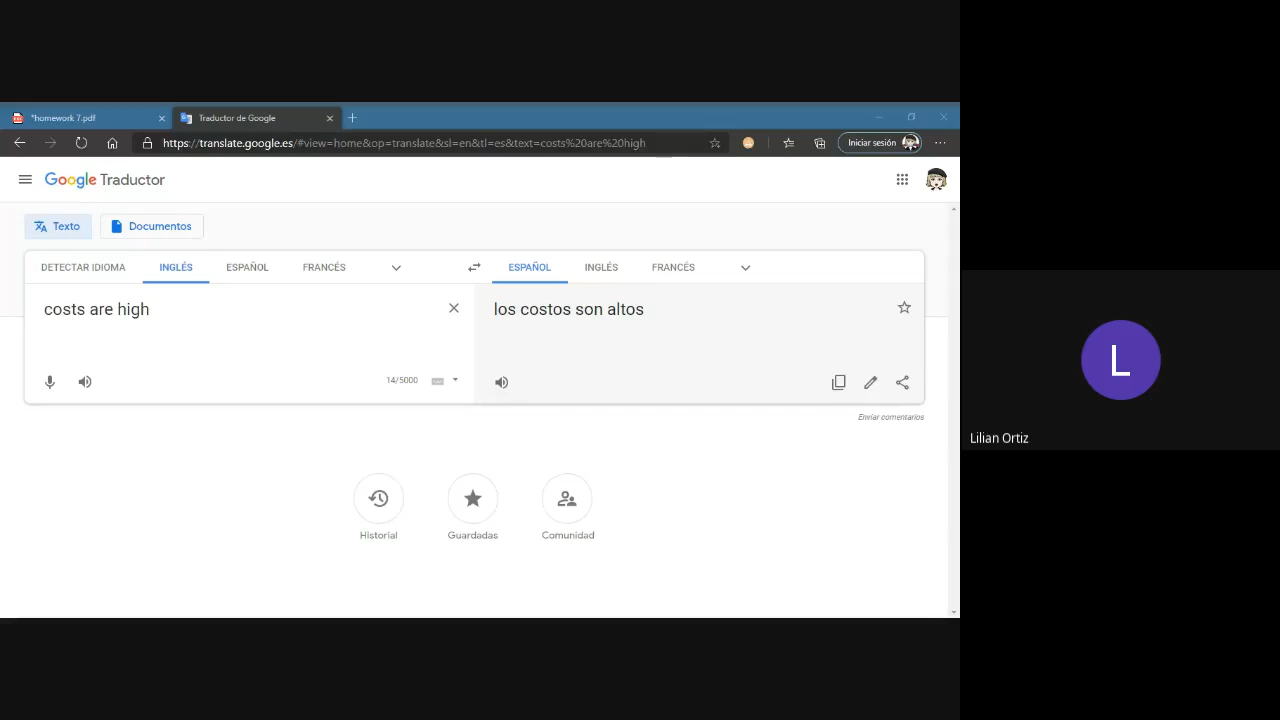 *homework 7.pdf
Traductor de Google
https://translate.google.es/#view=home&op=translate&sl=en&tl=es&text=costs%20are%20high
Iniciar sesión
Google Traductor
Texto
Documentos
DETECTAR IDIOMA INGLÉS ESPAÑOL FRANCÉS
ESPAÑOL INGLÉS FRANCÉS
costs are high
los costos son altos
14/5000
Enviar comentarios
Historial
Guardadas
Comunidad
L
Lilian Ortiz